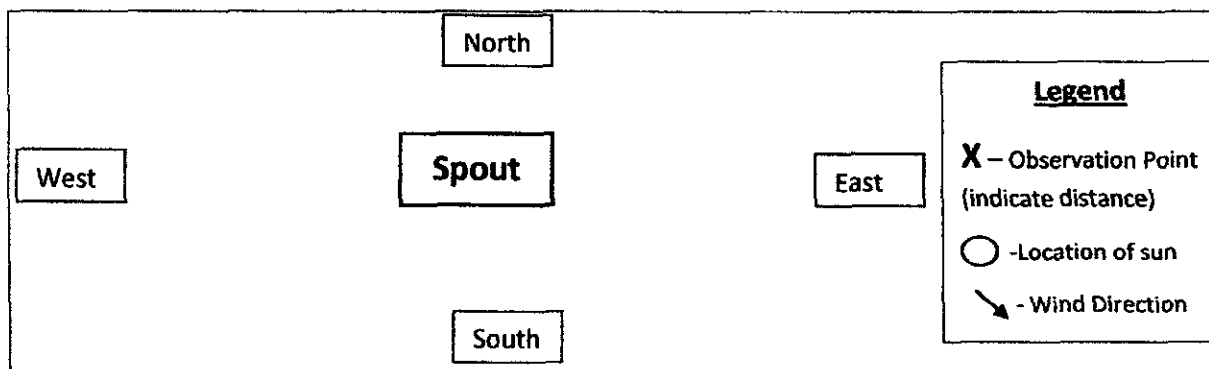 North
Legend
West
Spout
East
X – Observation Point
(indicate distance)
-Location of sun
- Wind Direction
South